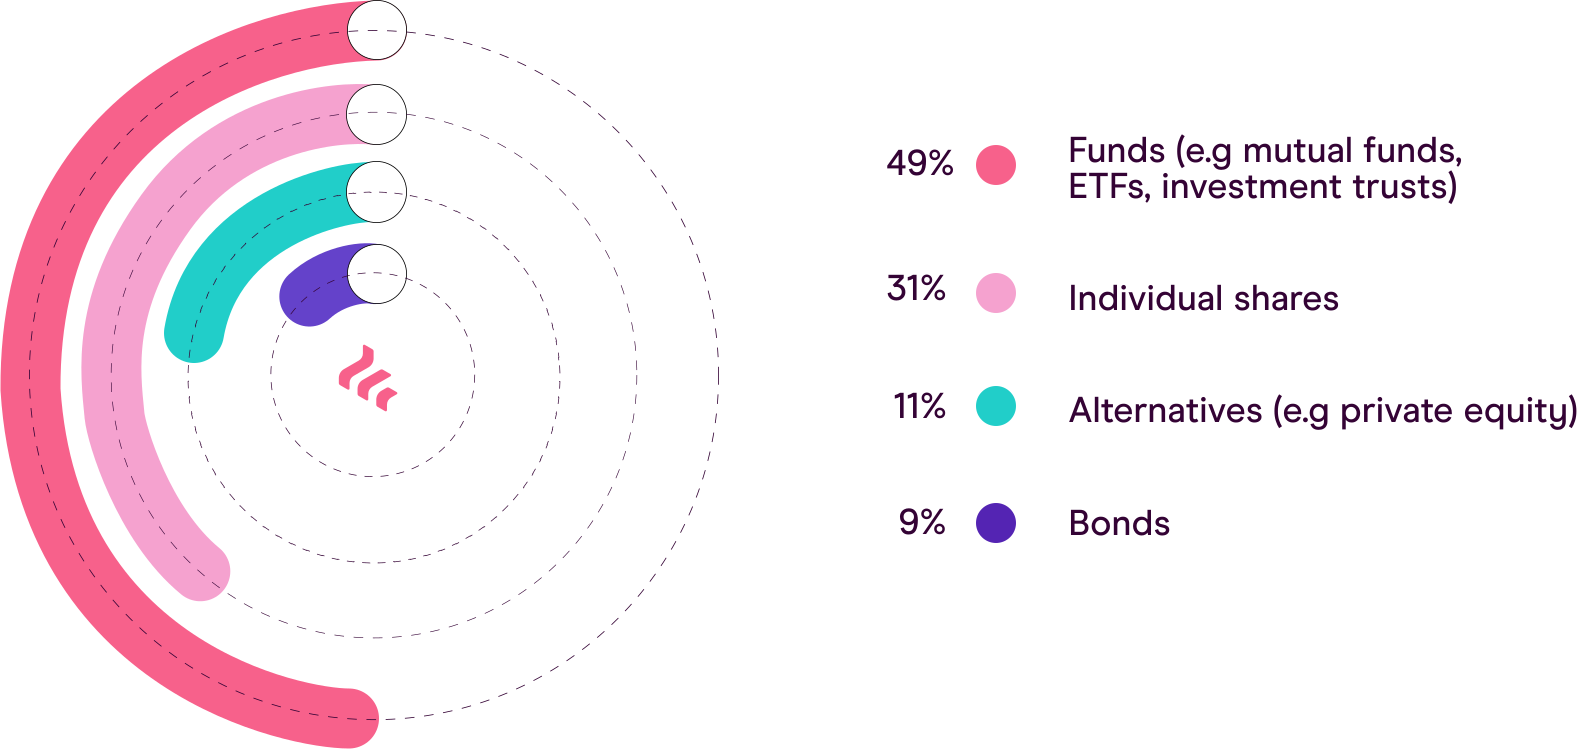 49%
Funds (e.g mutual funds,
ETFs, investment trusts)
31%
Individual shares
11%
Alternatives (e.g private equity)
9%
Bonds